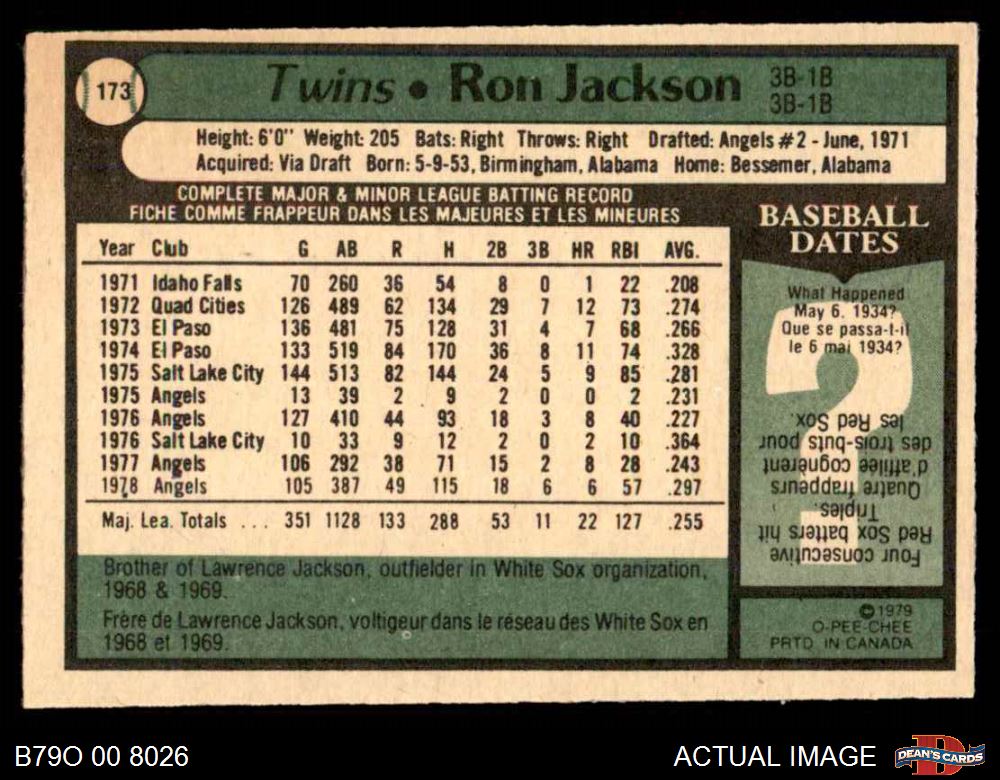 173
Twins • Ron Jackson
3B-1B
3B-1B
Height: 6'0" Weight: 205 Bats: Right Throws: Right Drafted: Angels #2 - June, 1971
Acquired: Via Draft Born: 5-9-53, Birmingham, Alabama Home: Bessemer, Alabama
COMPLETE MAJOR & MINOR LEAGUE BATTING RECORD
FICHE COMME FRAPPEUR DANS LES MAJEURES ET LES MINEURES
Year Club G AB R H 2B 3B HR RBI AVG.
1971 Idaho Falls 70 260 36 54 8 0 1 22 .208
1972 Quad Cities 126 489 62 134 29 7 12 73 .274
1973 El Paso 136 481 75 128 31 4 7 68 .266
1974 El Paso 133 519 84 170 36 8 11 74 .328
1975 Salt Lake City 144 513 82 144 24 5 9 85 .281
1975 Angels 13 39 2 9 2 0 0 2 .231
1976 Angels 127 410 44 93 18 3 8 40 .227
1976 Salt Lake City 10 33 9 12 2 0 2 10 .364
1977 Angels 106 292 38 71 15 2 8 28 .243
1978 Angels 105 387 49 115 18 6 6 57 .297
Maj. Lea. Totals ... 351 1128 133 288 53 11 22 127 .255
Brother of Lawrence Jackson, outfielder in White Sox organization,
1968 & 1969.
Frère de Lawrence Jackson, voltigeur dans le réseau des White Sox en
1968 et 1969.
BASEBALL
DATES
What Happened
May 6, 1934?
Que se passa-t-il
le 6 mai 1934?
Four consecutive
Red Sox batters hit
Triples.
Quatre frappeurs
d'affilée cognèrent
des trois-buts pour
les Red Sox.
©1979
O-PEE-CHEE
PRTD. IN CANADA
B79O 00 8026
ACTUAL IMAGE
D
DEAN'S CARDS